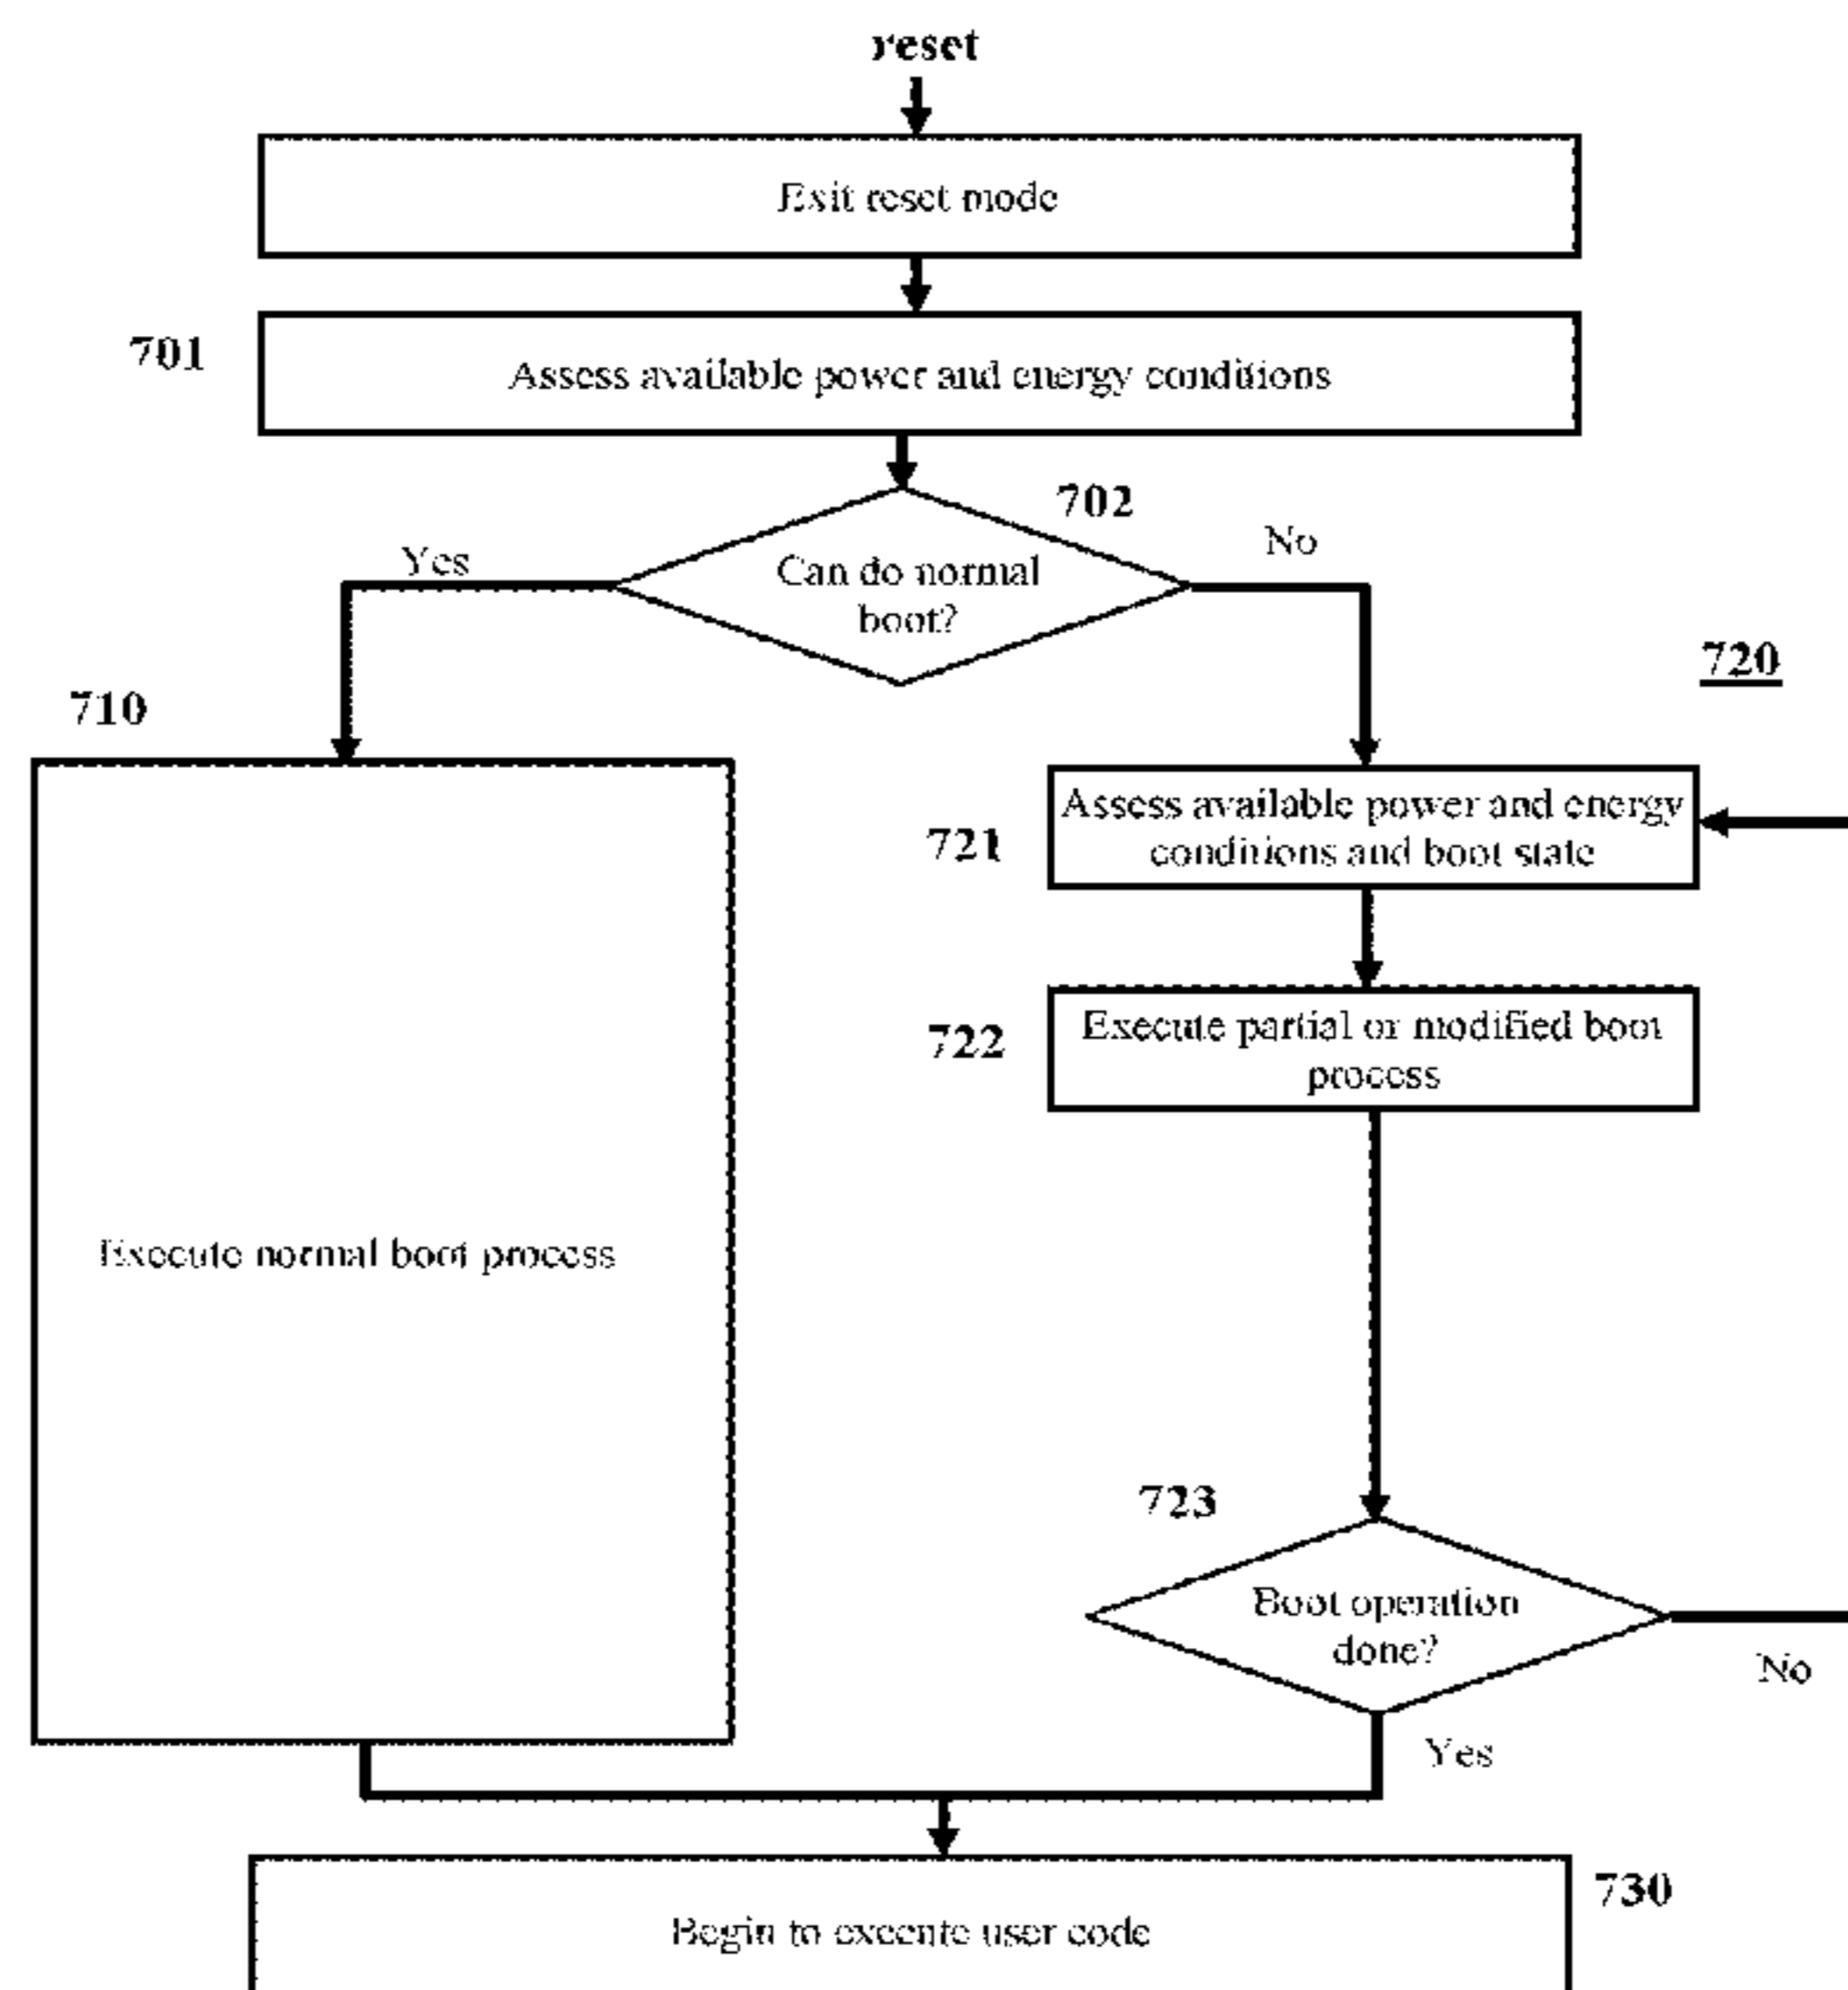 reset
Exit reset mode
701
Assess available power and energy conditions
702
Yes
No
Can do normal
boot?
720
710
Assess available power and energy
conditions and boot state
721
Execute partial or modified boot
process
722
Execute normal boot process
723
Boot operation
done?
No
Yes
730
Begin to execute user code